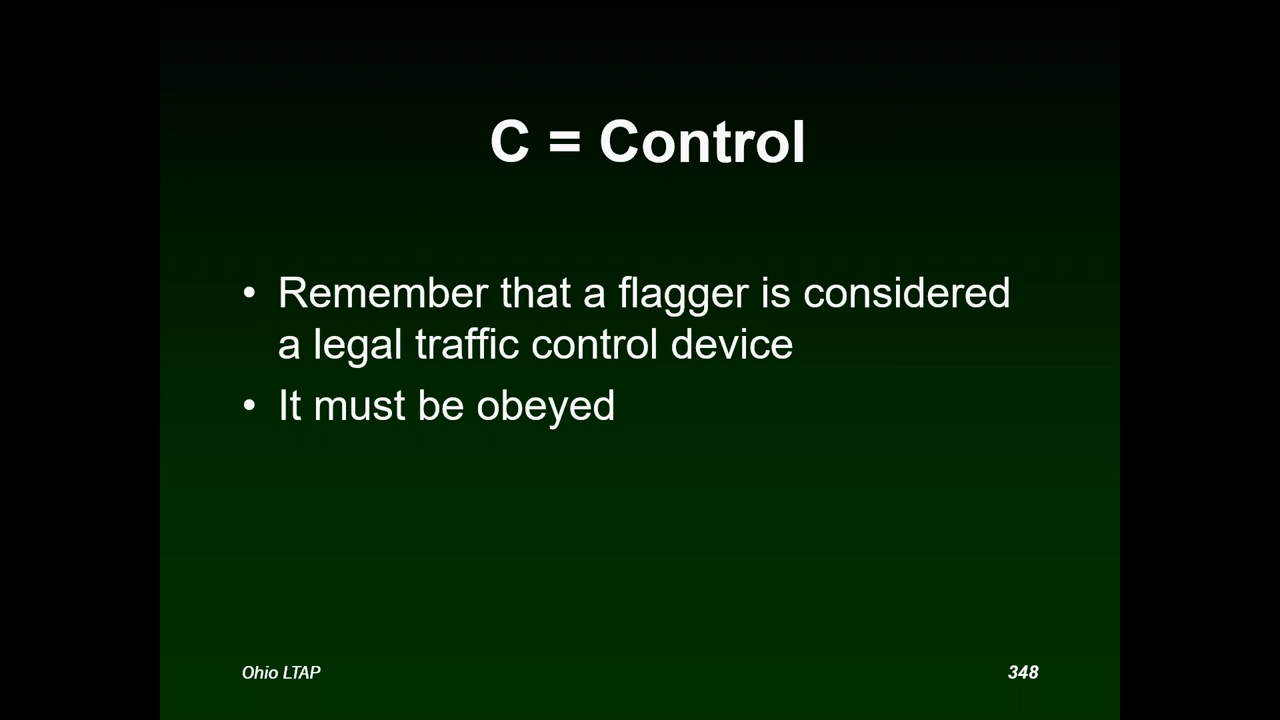 C = Control
• Remember that a flagger is considered
a legal traffic control device
• It must be obeyed
Ohio LTAP
348